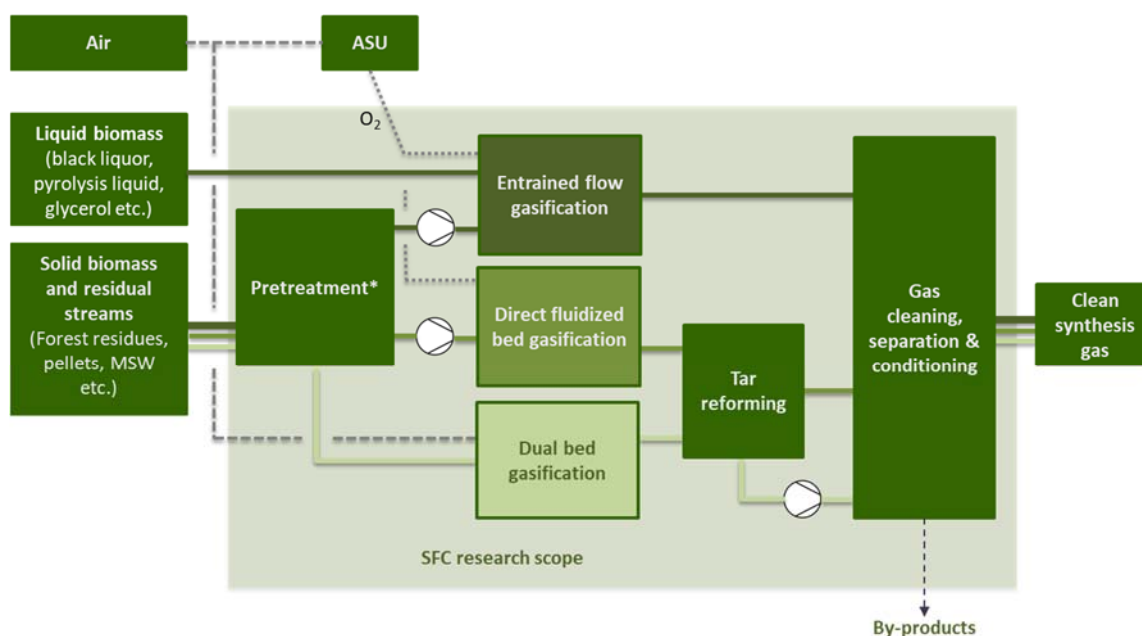 Air
ASU
O₂
Liquid biomass
(black liquor,
pyrolysis liquid,
glycerol etc.)
Entrained flow
gasification
Solid biomass
and residual
streams
(Forest residues,
pellets, MSW
etc.)
Pretreatment*
Direct fluidized
bed gasification
Gas
cleaning,
separation &
conditioning
Clean
synthesis
gas
Tar
reforming
Dual bed
gasification
SFC research scope
By-products